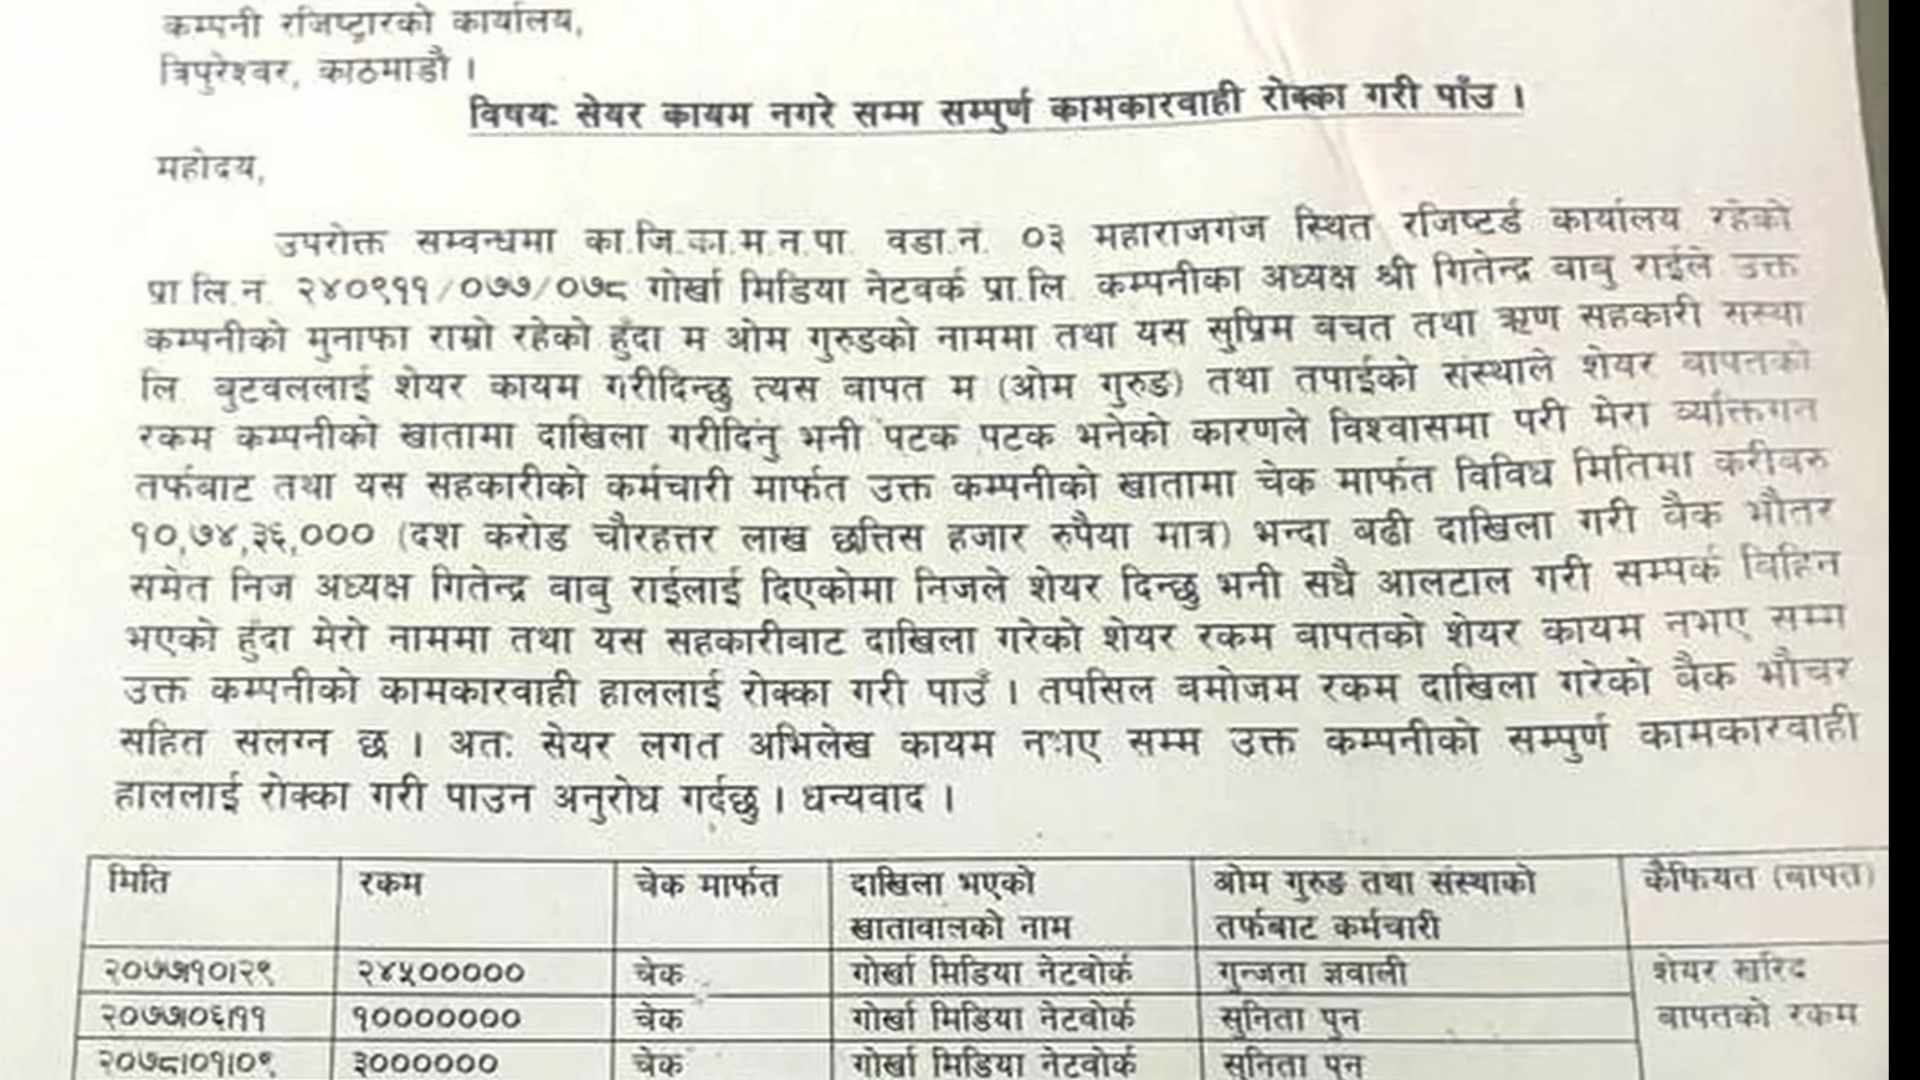 कम्पनी रजिष्ट्रारको कार्यालय,
त्रिपुरेश्वर, काठमाडौ ।
विषय: सेयर कायम नगरे सम्म सम्पुर्ण कामकारवाही रोक्का गरी पाँउ ।
महोदय,
उपरोक्त सम्वन्धमा का.जि.का.म.न.पा. वडा.नं. ०३ महाराजगंज स्थित रजिष्टर्ड कार्यालय रहेको
प्रा.लि.नं. २४०९११/०७७/०७८ गोर्खा मिडिया नेटवर्क प्रा.लि. कम्पनीका अध्यक्ष श्री गितेन्द्र बाबु राईले उक्त
कम्पनीको मुनाफा राम्रो रहेको हुँदा म ओम गुरुङको नाममा तथा यस सुप्रिम बचत तथा ऋण सहकारी संस्था
लि. बुटवललाई शेयर कायम गरीदिन्छु त्यस बापत म (ओम गुरुङ) तथा तपाईको संस्थाले शेयर वापतको
रकम कम्पनीको खातामा दाखिला गरीदिनु भनी पटक पटक भनेको कारणले विश्वासमा परी मेरो व्यक्तिगत
तर्फबाट तथा यस सहकारीको कर्मचारी मार्फत उक्त कम्पनीको खातामा चेक मार्फत विविध मितिमा करीवरु
१०,७४,३६,००० (दश करोड चौरहत्तर लाख छत्तिस हजार रुपैया मात्र) भन्दा बढी दाखिला गरी बैक भौतर
समेत निज अध्यक्ष गितेन्द्र बाबु राईलाई दिएकोमा निजले शेयर दिन्छु भनी सधै आलटाल गरी सम्पर्क विहिन
भएको हुंदा मेरो नाममा तथा यस सहकारीवाट दाखिला गरेको शेयर रकम वापतको शेयर कायम नभए सम्म
उक्त कम्पनीको कामकारवाही हाललाई रोक्का गरी पाउँ । तपसिल बमोजम रकम दाखिला गरेको बैक भौचर
सहित संलग्न छ । अत: सेयर लगत अभिलेख कायम नभए सम्म उक्त कम्पनीको सम्पुर्ण कामकारवाही
हाललाई रोक्का गरी पाउन अनुरोध गर्दछु । धन्यवाद ।
मिति रकम चेक मार्फत दाखिला भएको ओम गुरुङ तथा संस्थाको कैफियत (बापत)
खातावालको नाम तर्फबाट कर्मचारी
२०७७।१०।२९ २४५००००० चेक गोर्खा मिडिया नेटवोर्क गुन्जना ज्ञवाली शेयर खरिद
२०७७।०६।११ १००००००० चेक गोर्खा मिडिया नेटवोर्क सुनिता पुन बापतको रकम
२०७८।०१।०९ ३०००००० चेक गोर्खा मिडिया नेटवोर्क सुनिता पुन